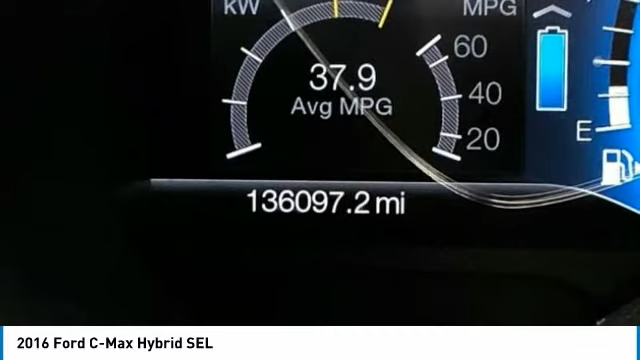 kW
MPG
60
37.9
Avg MPG
40
20
E
136097.2 mi
2016 Ford C-Max Hybrid SEL